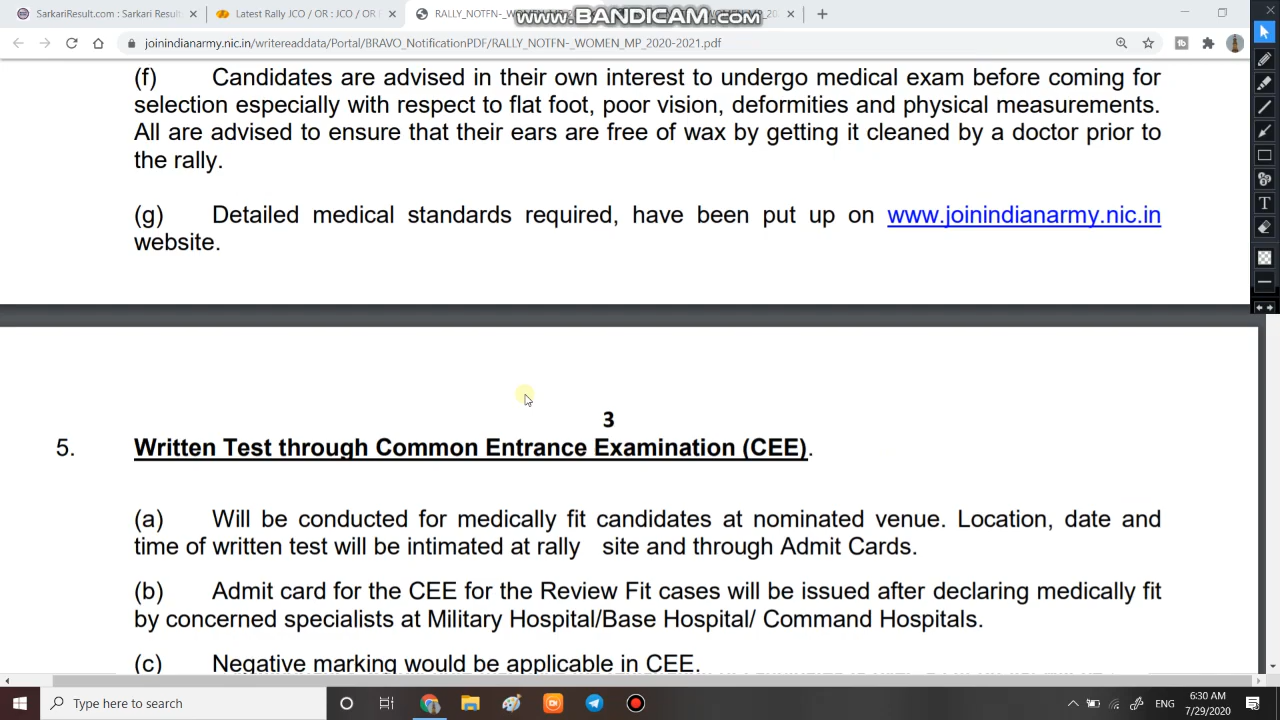 SarkariResult.com : Sarkari Result
Latest Rally JCO / OR : JCO / OR
RALLY_NOTFN-_WOMEN_MP_20
www.BANDICAM.com
joinindianarmy.nic.in/writereaddata/Portal/BRAVO_NotificationPDF/RALLY_NOTFN-_WOMEN_MP_2020-2021.pdf
(f) Candidates are advised in their own interest to undergo medical exam before coming for
selection especially with respect to flat foot, poor vision, deformities and physical measurements.
All are advised to ensure that their ears are free of wax by getting it cleaned by a doctor prior to
the rally.
(g) Detailed medical standards required, have been put up on www.joinindianarmy.nic.in
website.
3
5. Written Test through Common Entrance Examination (CEE).
(a) Will be conducted for medically fit candidates at nominated venue. Location, date and
time of written test will be intimated at rally site and through Admit Cards.
(b) Admit card for the CEE for the Review Fit cases will be issued after declaring medically fit
by concerned specialists at Military Hospital/Base Hospital/ Command Hospitals.
(c) Negative marking would be applicable in CEE.
Type here to search
ENG
6:30 AM
7/29/2020